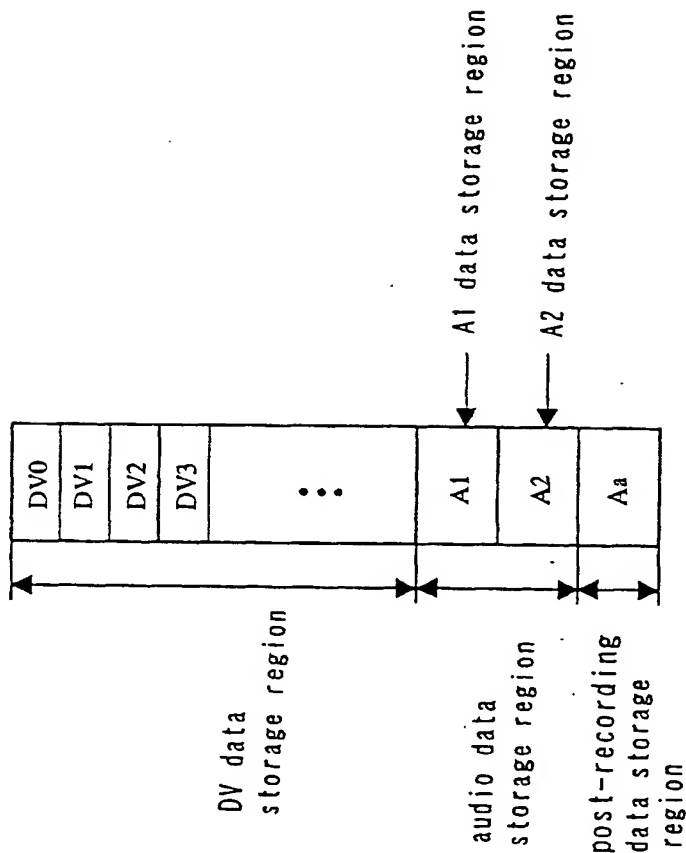 DV data
storage region
audio data
storage region
post-recording
data storage
region
DV0
DV1
DV2
DV3
A1
A2
Aa
A1 data storage region
A2 data storage region